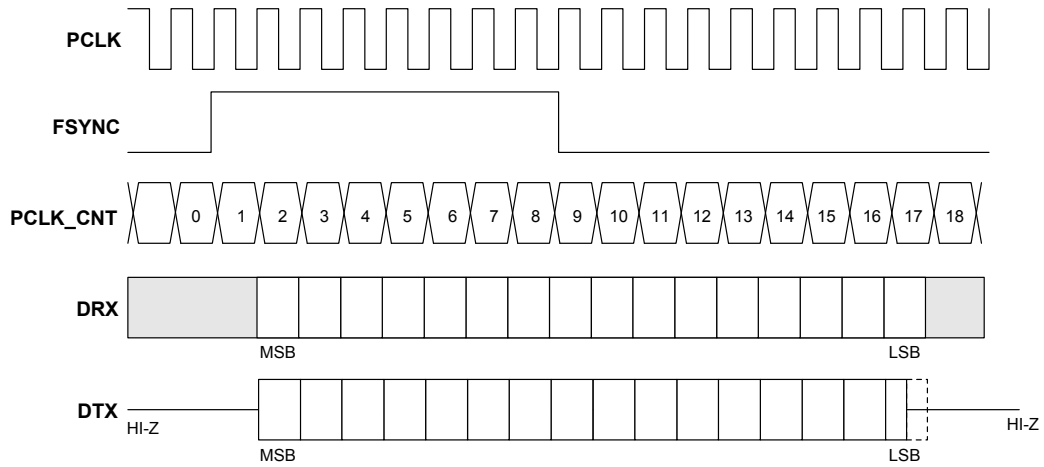 PCLK
FSYNC
PCLK_CNT 0 1 2 3 4 5 6 7 8 9 10 11 12 13 14 15 16 17 18
DRX
MSB LSB
DTX
HI-Z HI-Z
MSB LSB